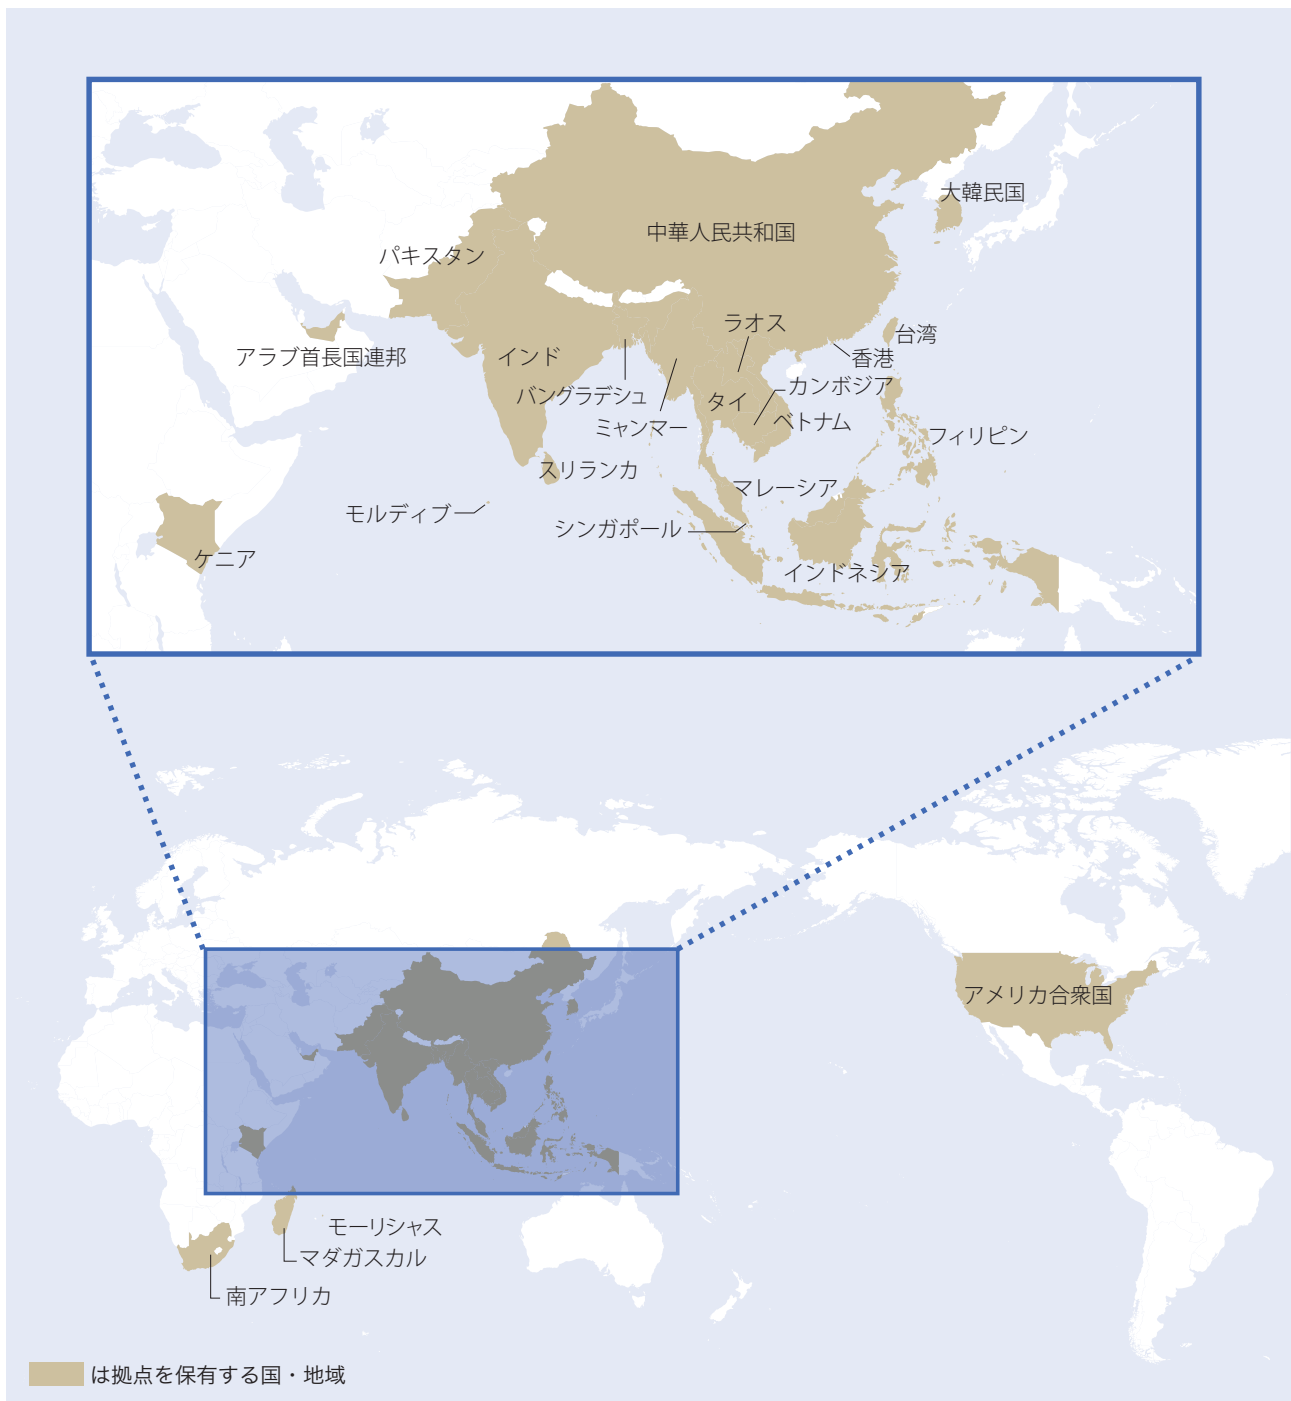 大韓民国
中華人民共和国
パキスタン
ラオス
台湾
アラブ首長国連邦
インド
香港
カンボジア
バングラデシュ
タイ
ベトナム
ミャンマー
フィリピン
スリランカ
マレーシア
モルディブ
シンガポール
ケニア
インドネシア
アメリカ合衆国
モーリシャス
マダガスカル
南アフリカ
は拠点を保有する国・地域